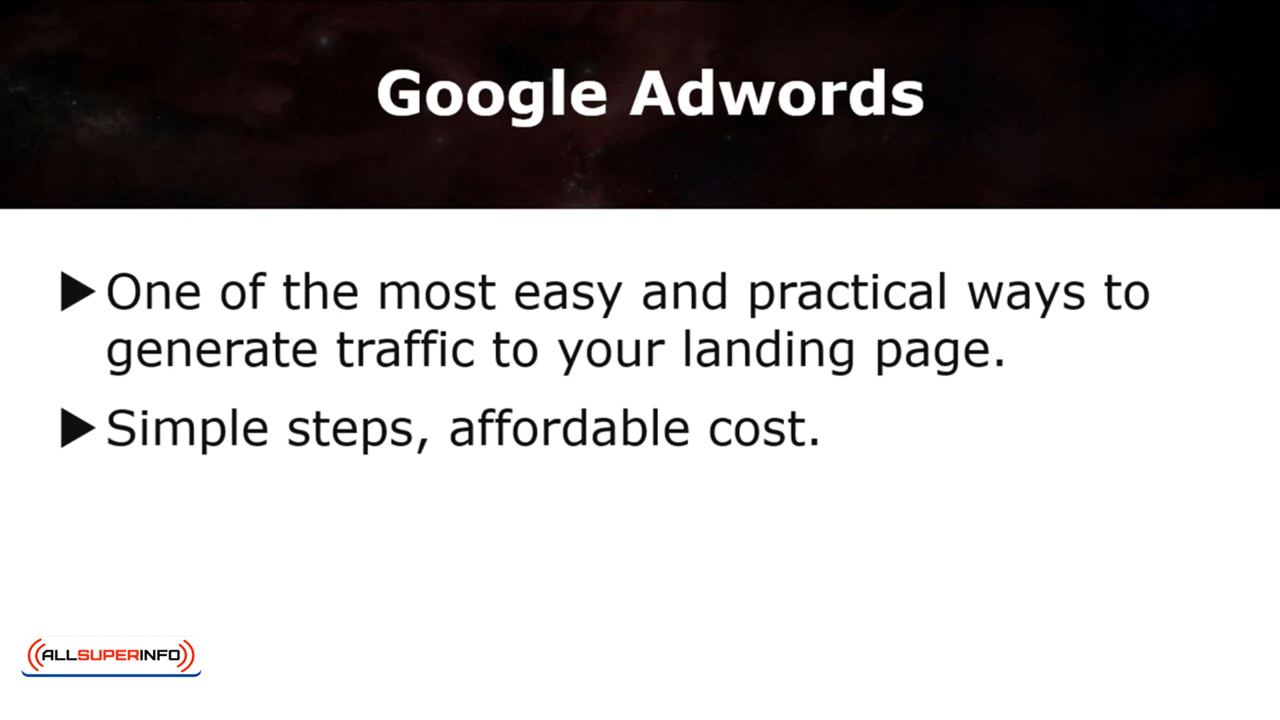 Google Adwords
▶One of the most easy and practical ways to
generate traffic to your landing page.
▶Simple steps, affordable cost.
((ALLSUPERINFO))